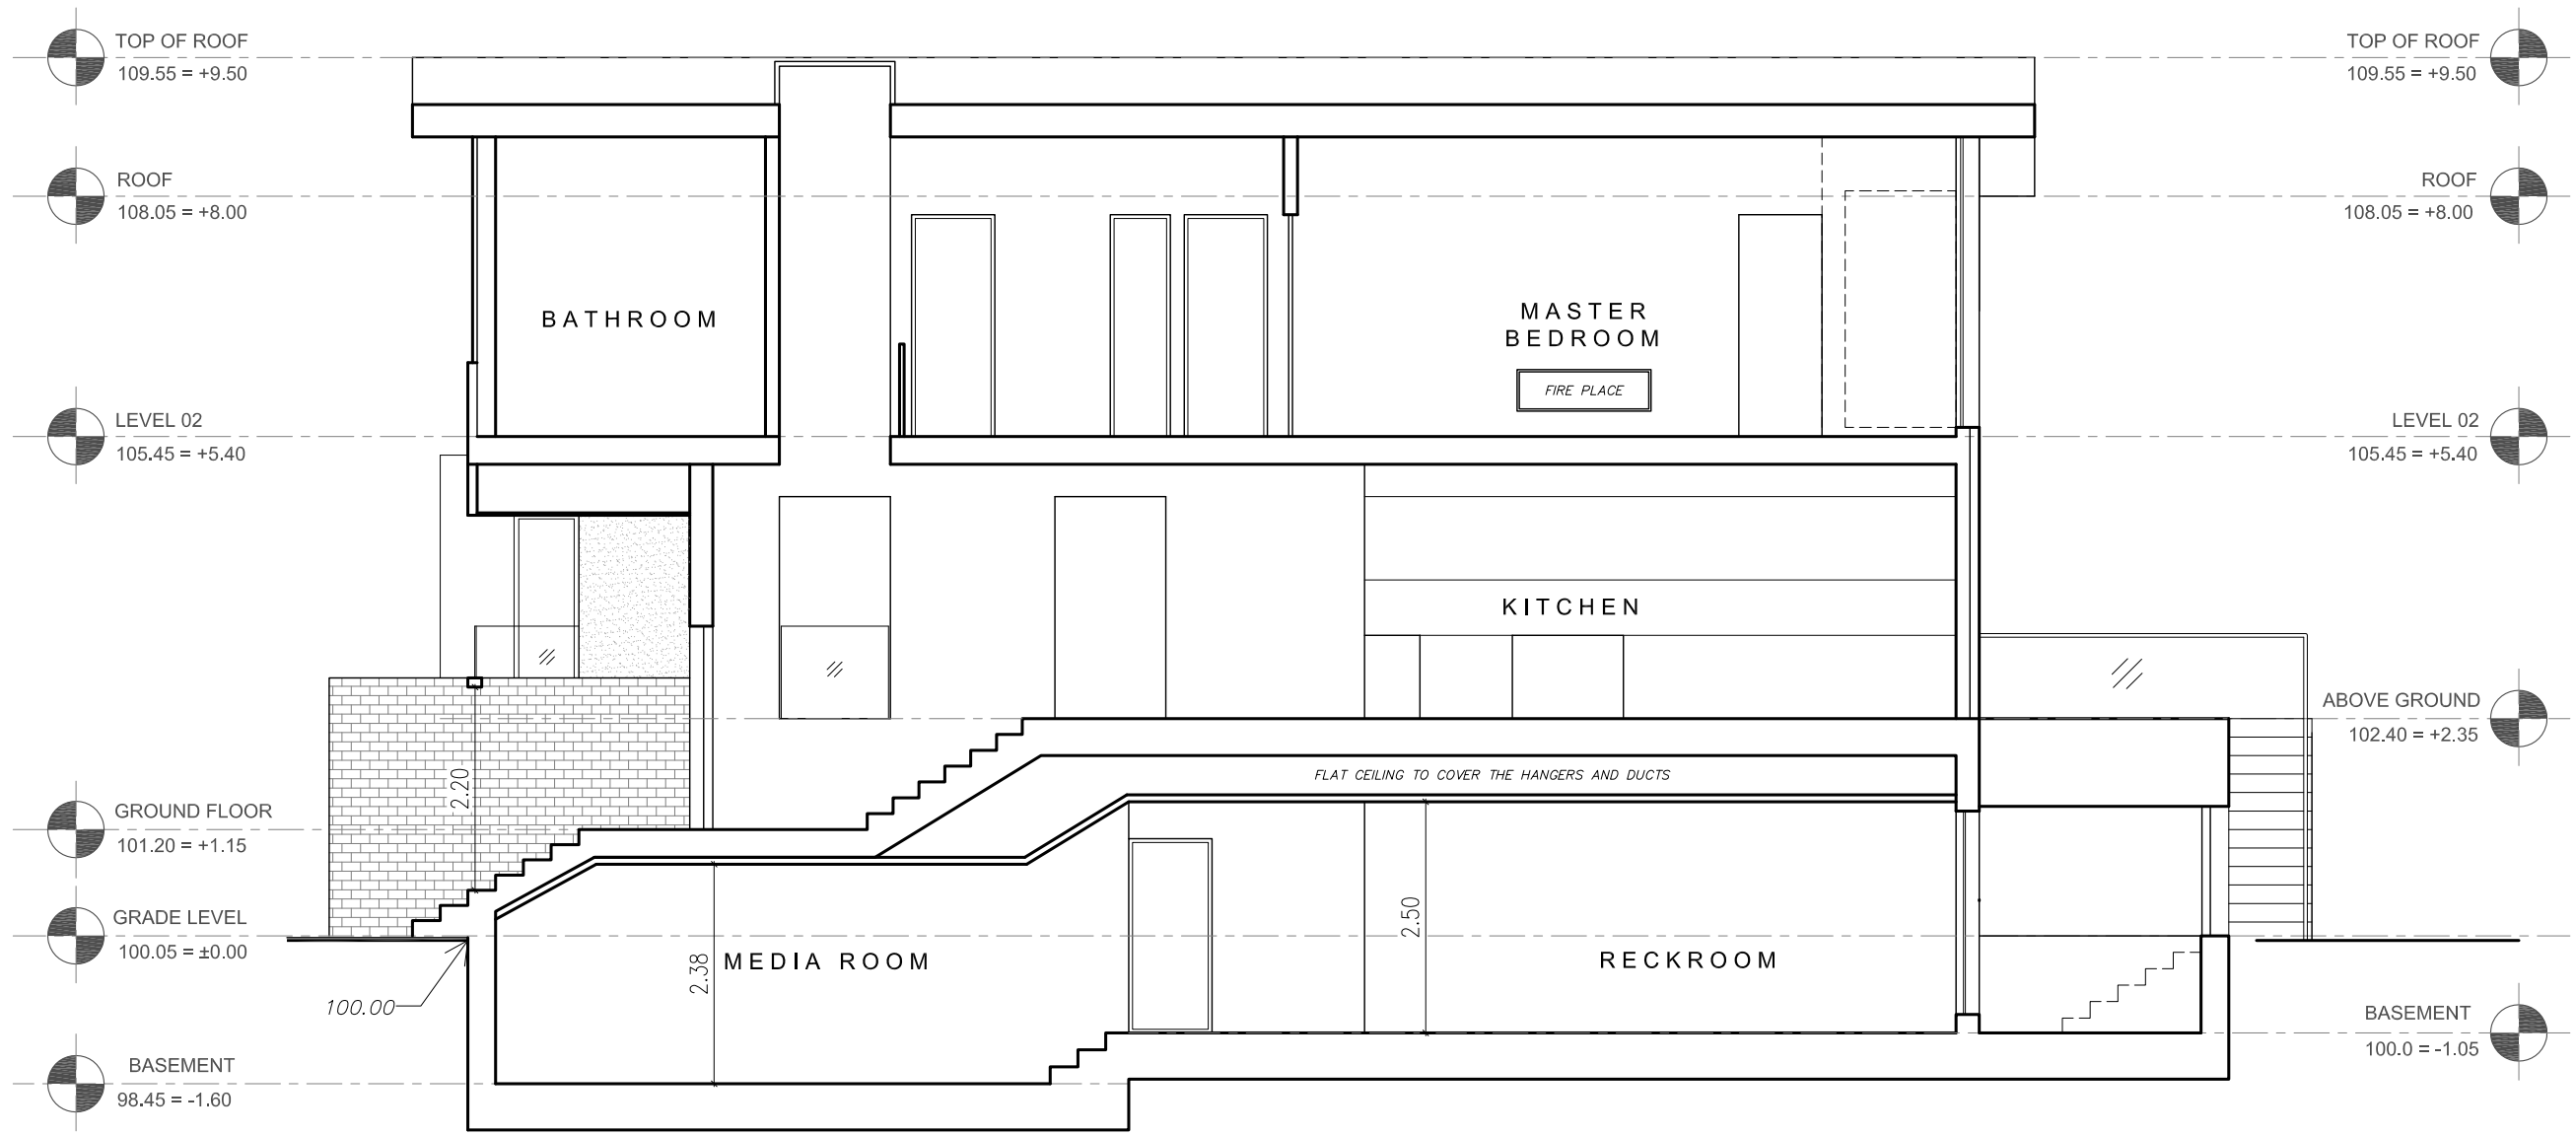 TOP OF ROOF
109.55 = +9.50
TOP OF ROOF
109.55 = +9.50
ROOF
108.05 = +8.00
ROOF
108.05 = +8.00
BATHROOM
MASTER
BEDROOM
FIRE PLACE
LEVEL 02
105.45 = +5.40
LEVEL 02
105.45 = +5.40
KITCHEN
ABOVE GROUND
102.40 = +2.35
2.20
FLAT CEILING TO COVER THE HANGERS AND DUCTS
GROUND FLOOR
101.20 = +1.15
GRADE LEVEL
100.05 = ±0.00
2.50
2.38
MEDIA ROOM
RECKROOM
100.00
BASEMENT
98.45 = -1.60
BASEMENT
100.0 = -1.05